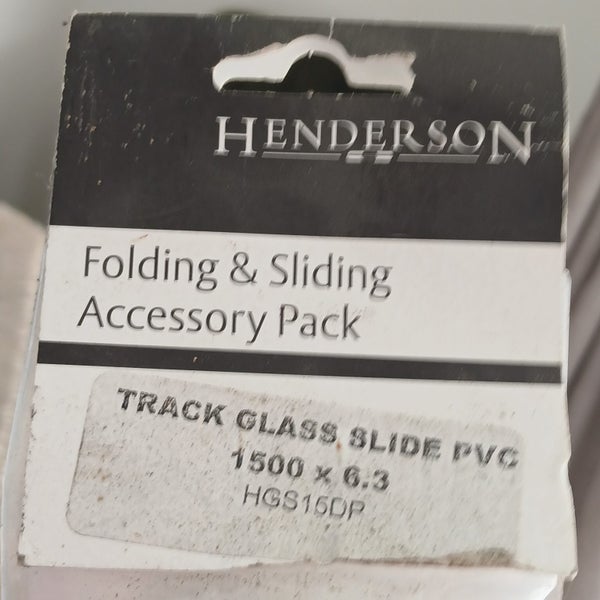 HENDERSON
Folding & Sliding
Accessory Pack
TRACK GLASS SLIDE PVC
1500 x 6.3
HGS15DP